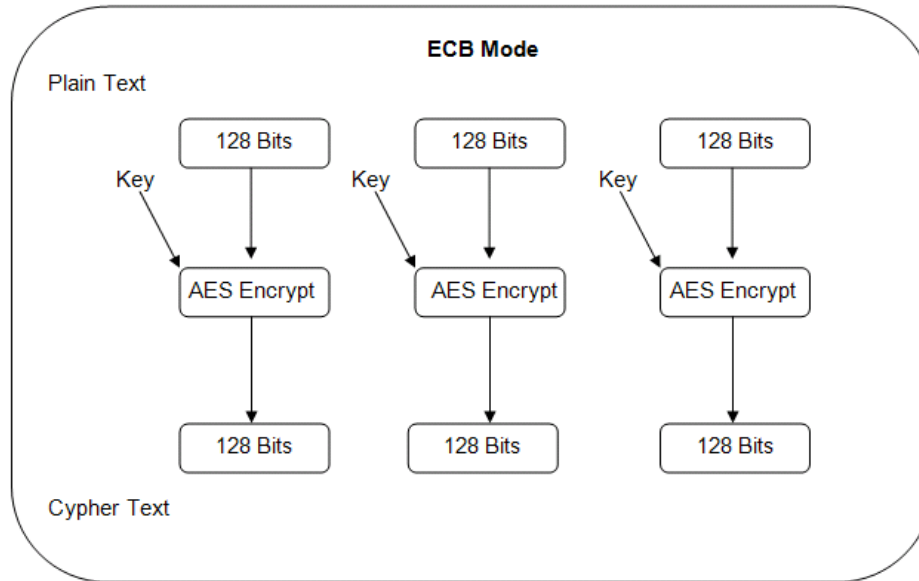 ECB Mode
Plain Text
128 Bits 128 Bits 128 Bits
Key Key Key
AES Encrypt AES Encrypt AES Encrypt
128 Bits 128 Bits 128 Bits
Cypher Text